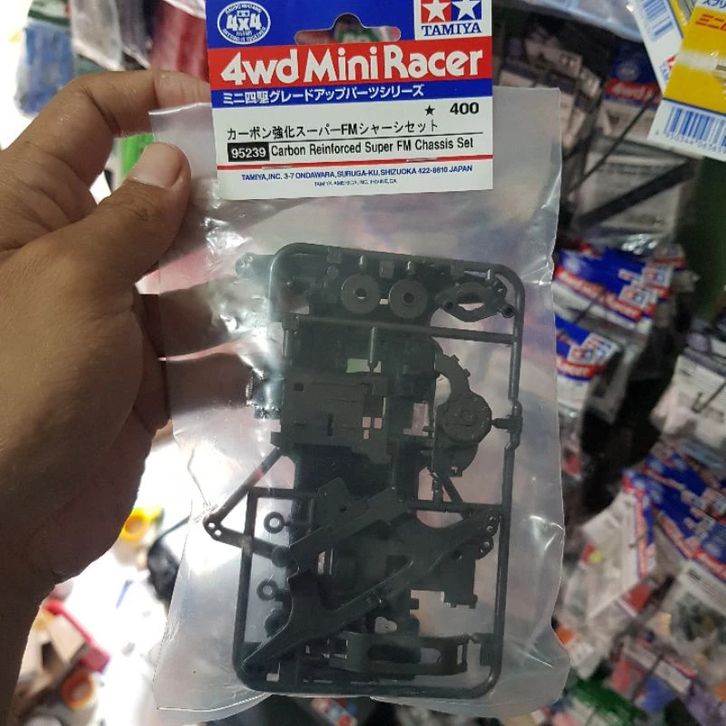 4x4
TAMIYA
4wd Mini Racer
ミニ四駆グレードアップパーツシリーズ
★ 400
カーボン強化スーパーFMシャーシセット
95239 Carbon Reinforced Super FM Chassis Set
TAMIYA, INC. 3-7 ONDAWARA, SURUGA-KU, SHIZUOKA 422-8610 JAPAN